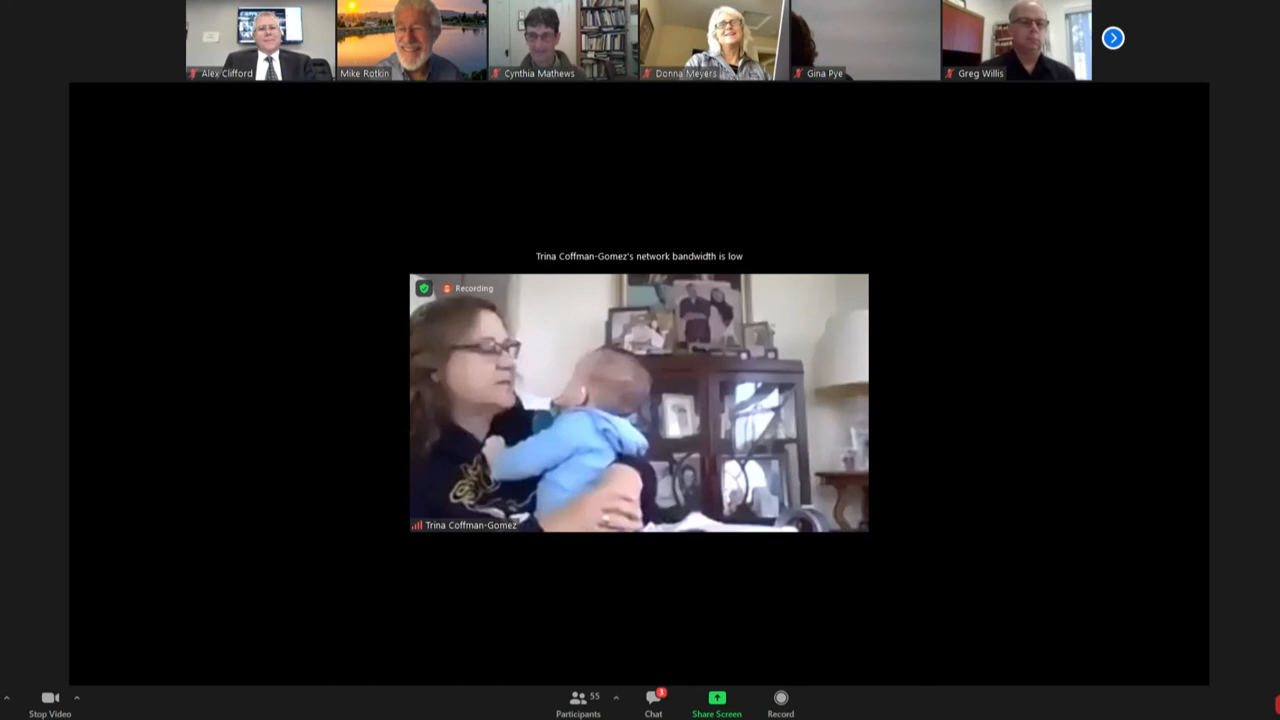 Alex Clifford
Mike Rotkin
Cynthia Mathews
Donna Meyers
Gina Pye
Greg Willis
Trina Coffman-Gomez's network bandwidth is low
Recording
Trina Coffman-Gomez
Stop Video
Participants
55
Chat
3
Share Screen
Record